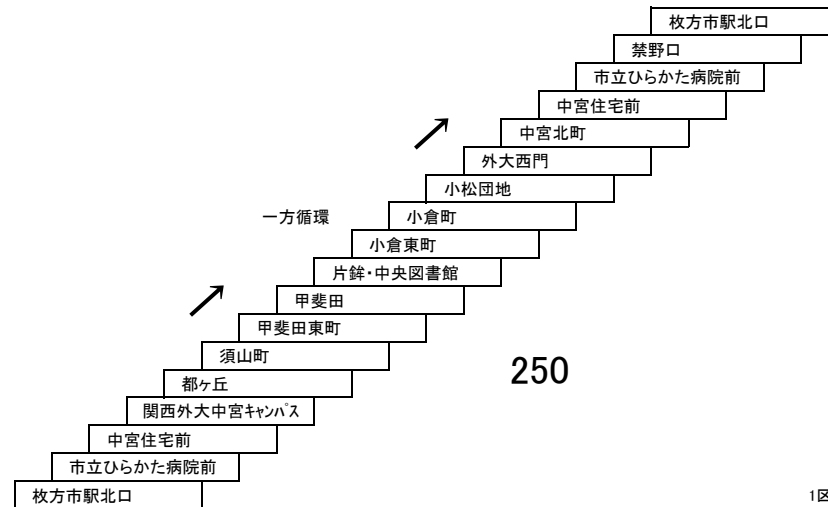 枚方市駅北口
禁野口
市立ひらかた病院前
中宮住宅前
中宮北町
外大西門
小松団地
一方循環
小倉町
小倉東町
片鉾・中央図書館
甲斐田
甲斐田東町
須山町
250
都ヶ丘
関西外大中宮ｷｬﾝﾊﾟｽ
中宮住宅前
市立ひらかた病院前
枚方市駅北口
1区